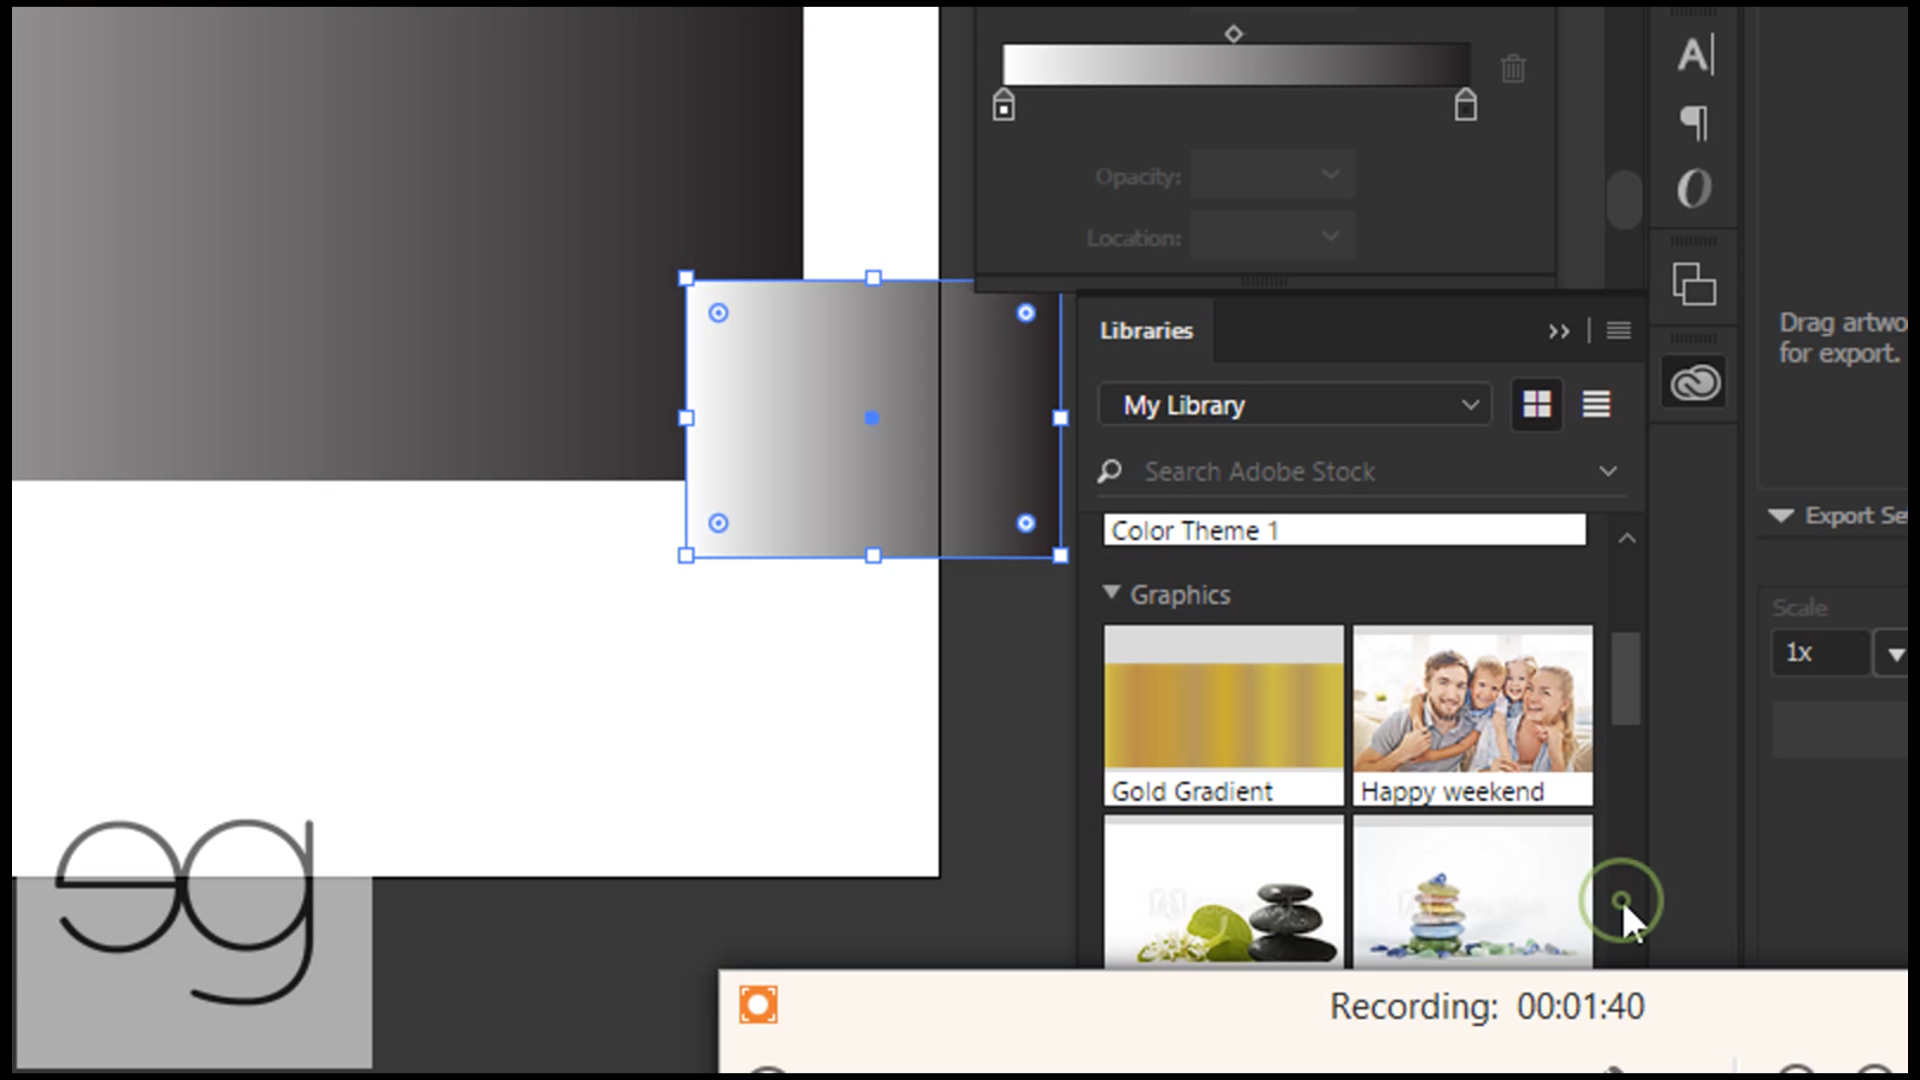 A
Opacity:
Location:
Drag artwo
for export.
Libraries
My Library
Search Adobe Stock
Color Theme 1
Export Se
Graphics
Scale
1x
Gold Gradient
Happy weekend
eg
Recording: 00:01:40